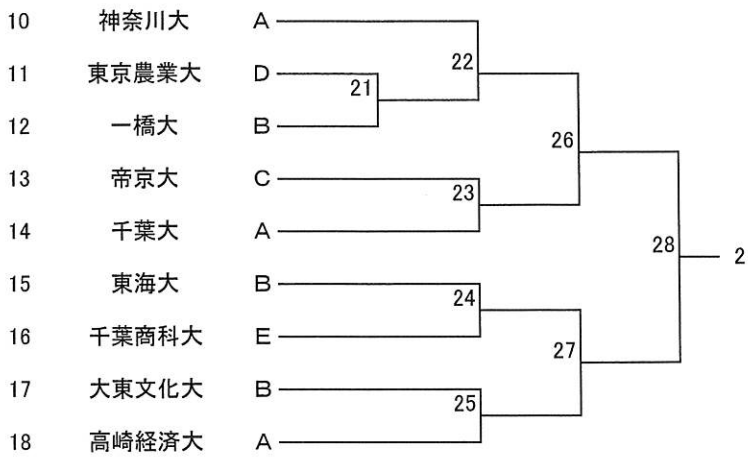 10 神奈川大 A
22
11 東京農業大 D
21
12 一橋大 B
26
13 帝京大 C
23
14 千葉大 A
28 2
15 東海大 B
24
16 千葉商科大 E
27
17 大東文化大 B
25
18 高崎経済大 A